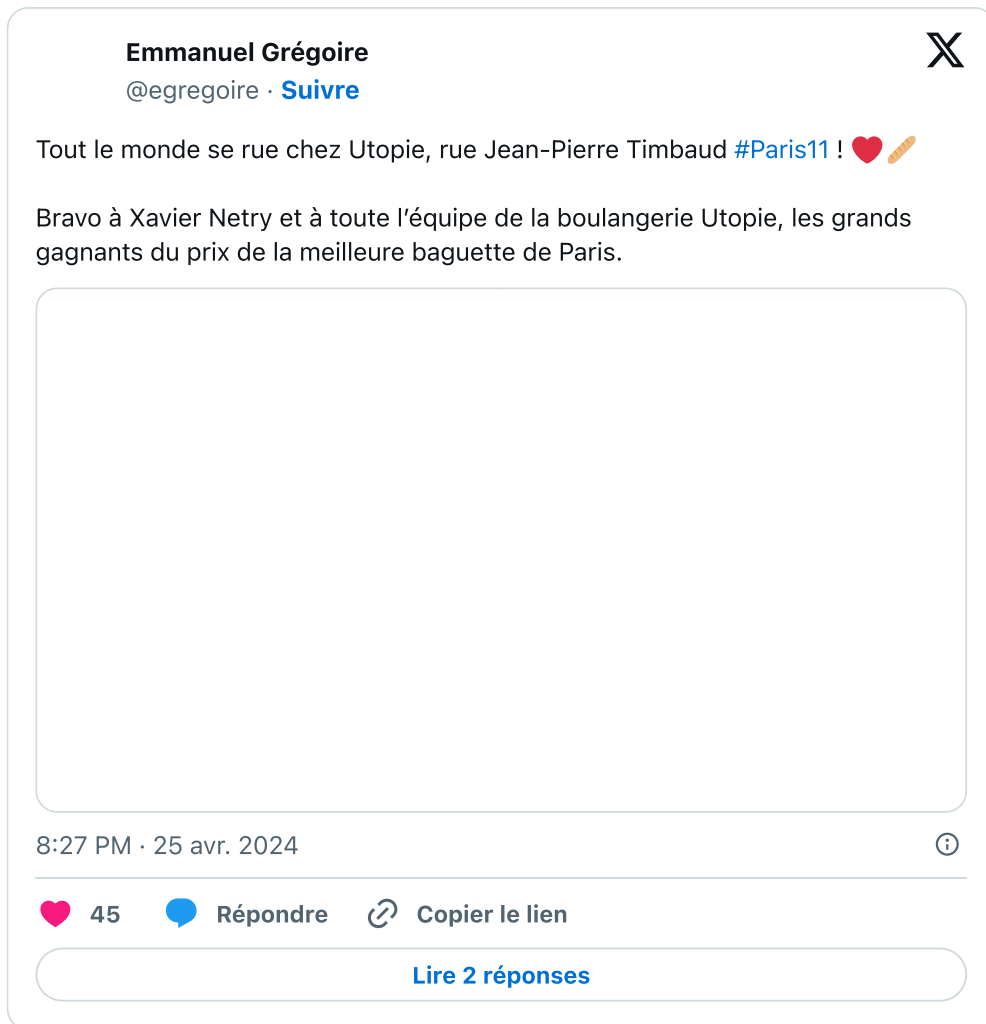 Emmanuel Grégoire
@egregoire · Suivre
Tout le monde se rue chez Utopie, rue Jean-Pierre Timbaud #Paris11 ! ❤️🥖
Bravo à Xavier Netry et à toute l’équipe de la boulangerie Utopie, les grands
gagnants du prix de la meilleure baguette de Paris.
8:27 PM · 25 avr. 2024
45 Répondre Copier le lien
Lire 2 réponses